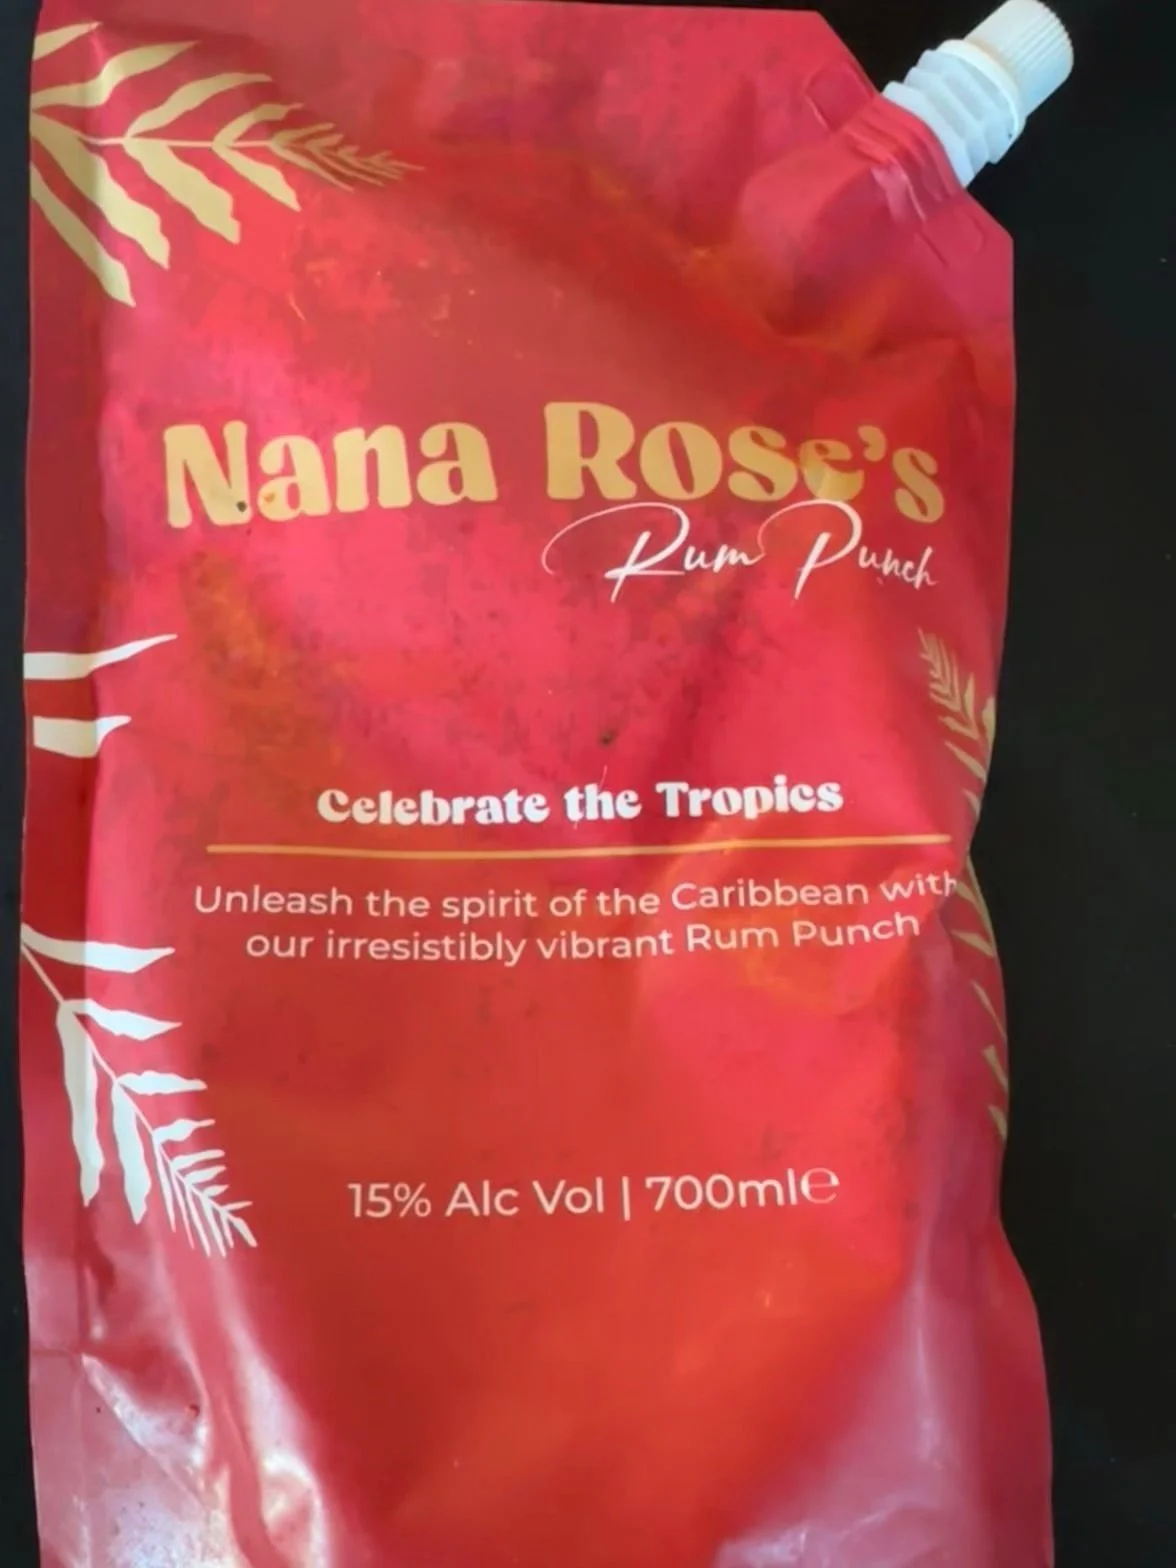 Nana Rose's
Rum Punch
Celebrate the Tropics
Unleash the spirit of the Caribbean with
our irresistibly vibrant Rum Punch
15% Alc Vol | 700ml℮